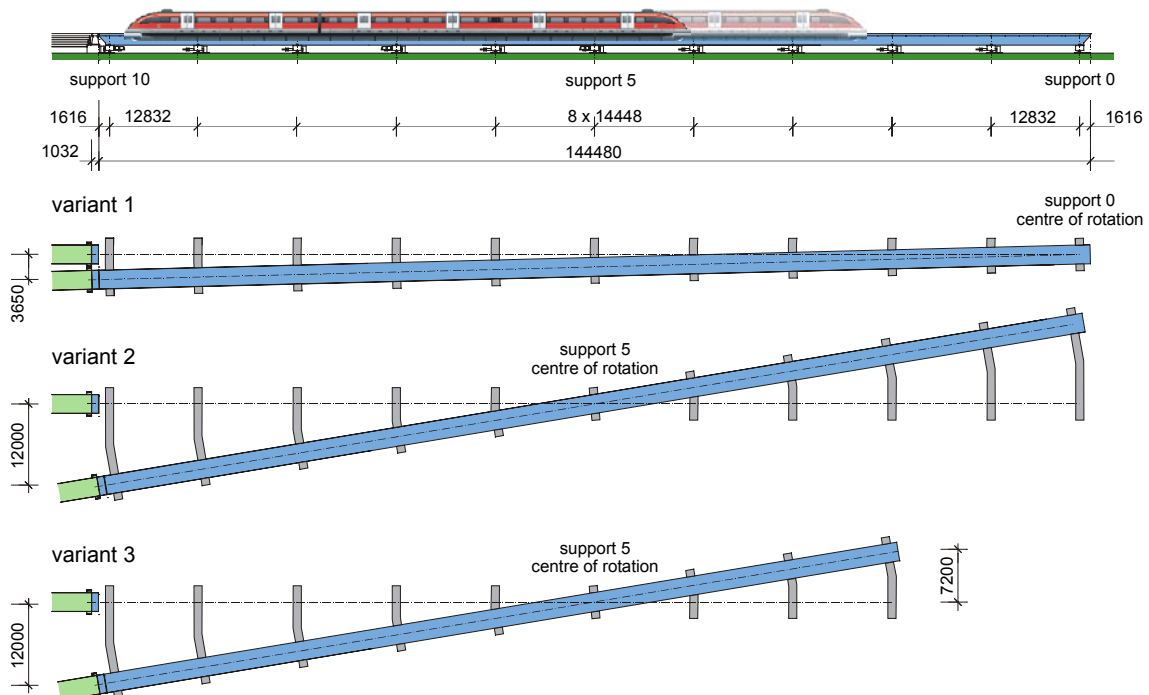 support 10
support 5
support 0
1616
12832
8 x 14448
12832
1616
1032
144480
variant 1
support 0
centre of rotation
3650
variant 2
support 5
centre of rotation
12000
variant 3
support 5
centre of rotation
7200
12000